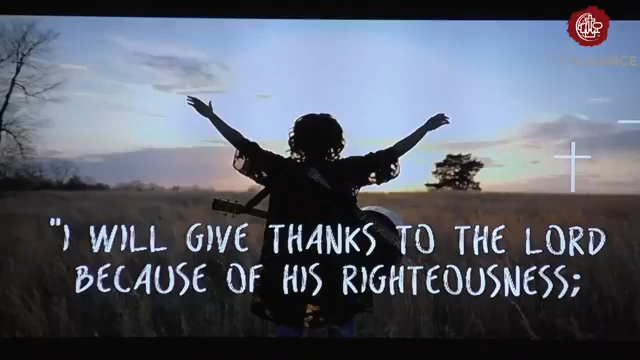 "I WILL GIVE THANKS TO THE LORD
BECAUSE OF HIS RIGHTEOUSNESS;